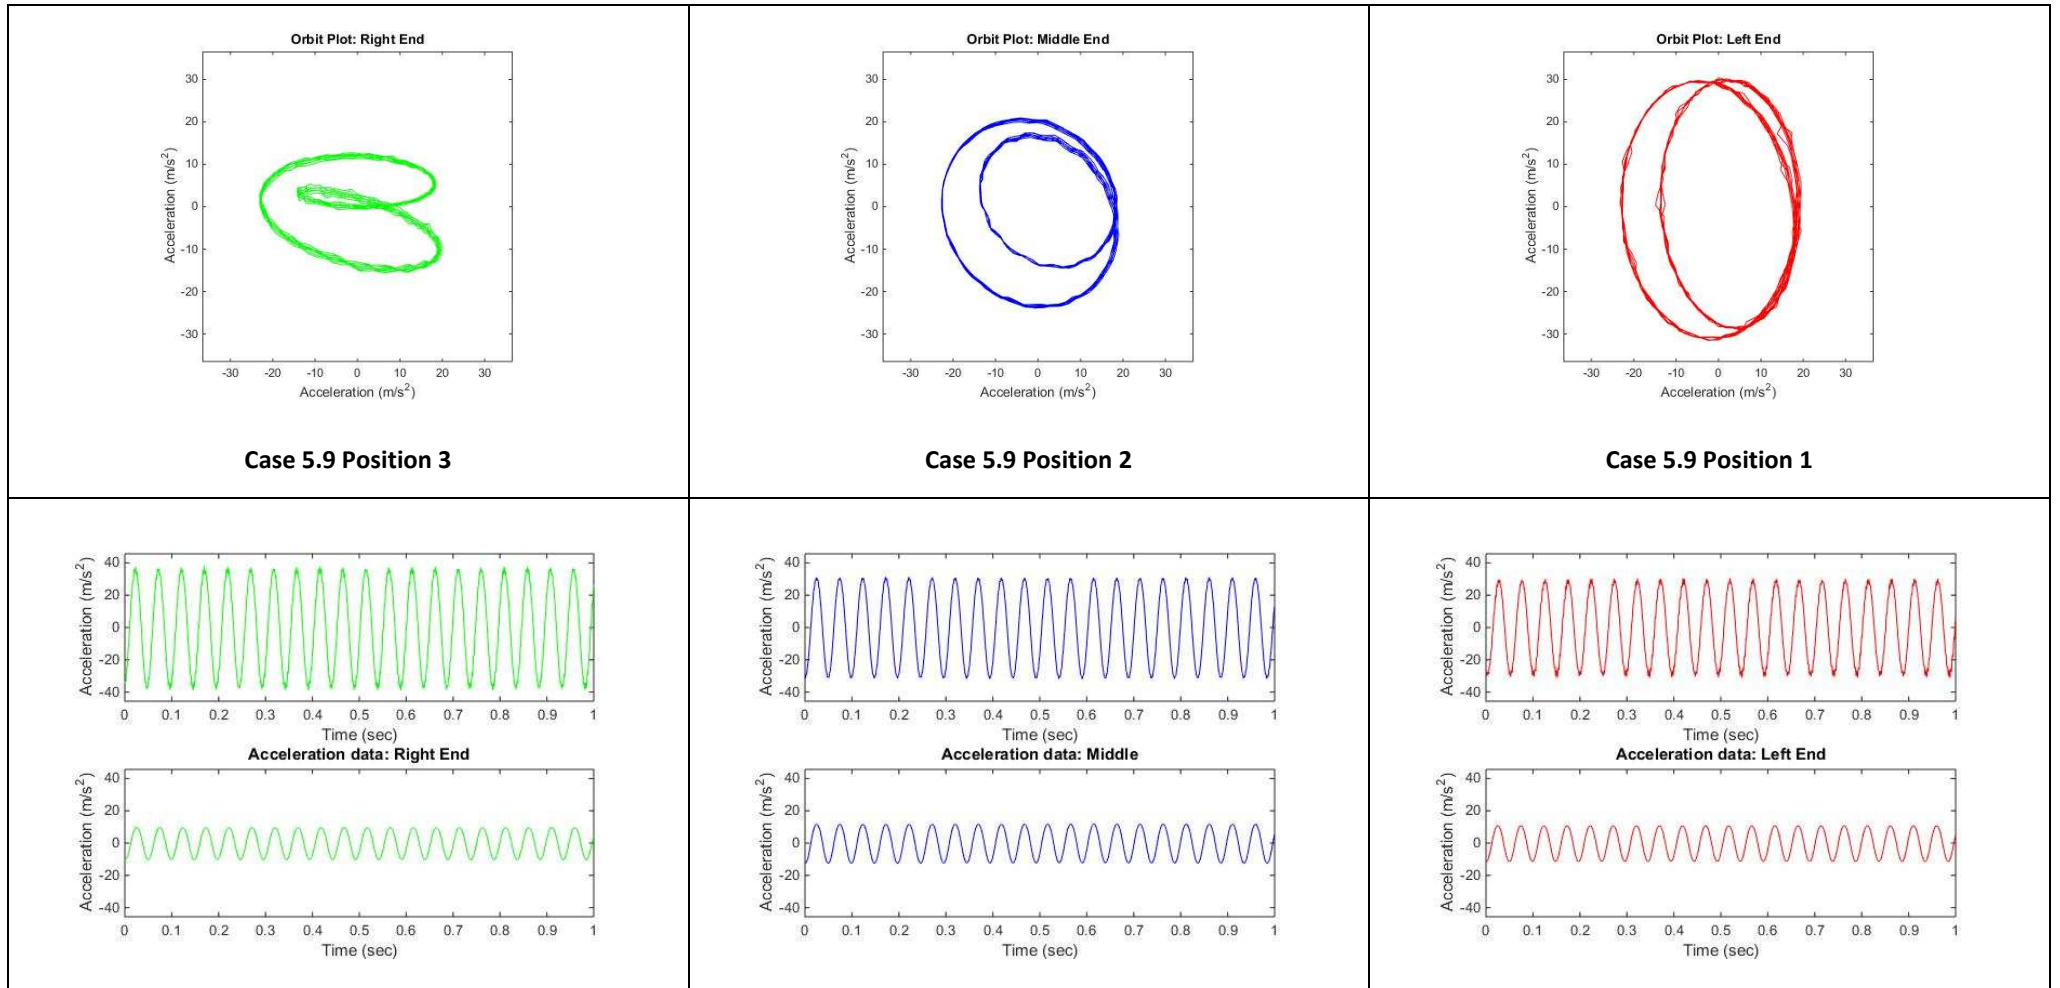 Orbit Plot: Right End
30
20
10
0
-10
-20
-30
Acceleration (m/s²)
-30 -20 -10 0 10 20 30
Acceleration (m/s²)
Case 5.9 Position 3
Orbit Plot: Middle End
30
20
10
0
-10
-20
-30
Acceleration (m/s²)
-30 -20 -10 0 10 20 30
Acceleration (m/s²)
Case 5.9 Position 2
Orbit Plot: Left End
30
20
10
0
-10
-20
-30
Acceleration (m/s²)
-30 -20 -10 0 10 20 30
Acceleration (m/s²)
Case 5.9 Position 1
40
20
0
-20
-40
Acceleration (m/s²)
0 0.1 0.2 0.3 0.4 0.5 0.6 0.7 0.8 0.9 1
Time (sec)
Acceleration data: Right End
40
20
0
-20
-40
Acceleration (m/s²)
0 0.1 0.2 0.3 0.4 0.5 0.6 0.7 0.8 0.9 1
Time (sec)
40
20
0
-20
-40
Acceleration (m/s²)
0 0.1 0.2 0.3 0.4 0.5 0.6 0.7 0.8 0.9 1
Time (sec)
Acceleration data: Middle
40
20
0
-20
-40
Acceleration (m/s²)
0 0.1 0.2 0.3 0.4 0.5 0.6 0.7 0.8 0.9 1
Time (sec)
40
20
0
-20
-40
Acceleration (m/s²)
0 0.1 0.2 0.3 0.4 0.5 0.6 0.7 0.8 0.9 1
Time (sec)
Acceleration data: Left End
40
20
0
-20
-40
Acceleration (m/s²)
0 0.1 0.2 0.3 0.4 0.5 0.6 0.7 0.8 0.9 1
Time (sec)